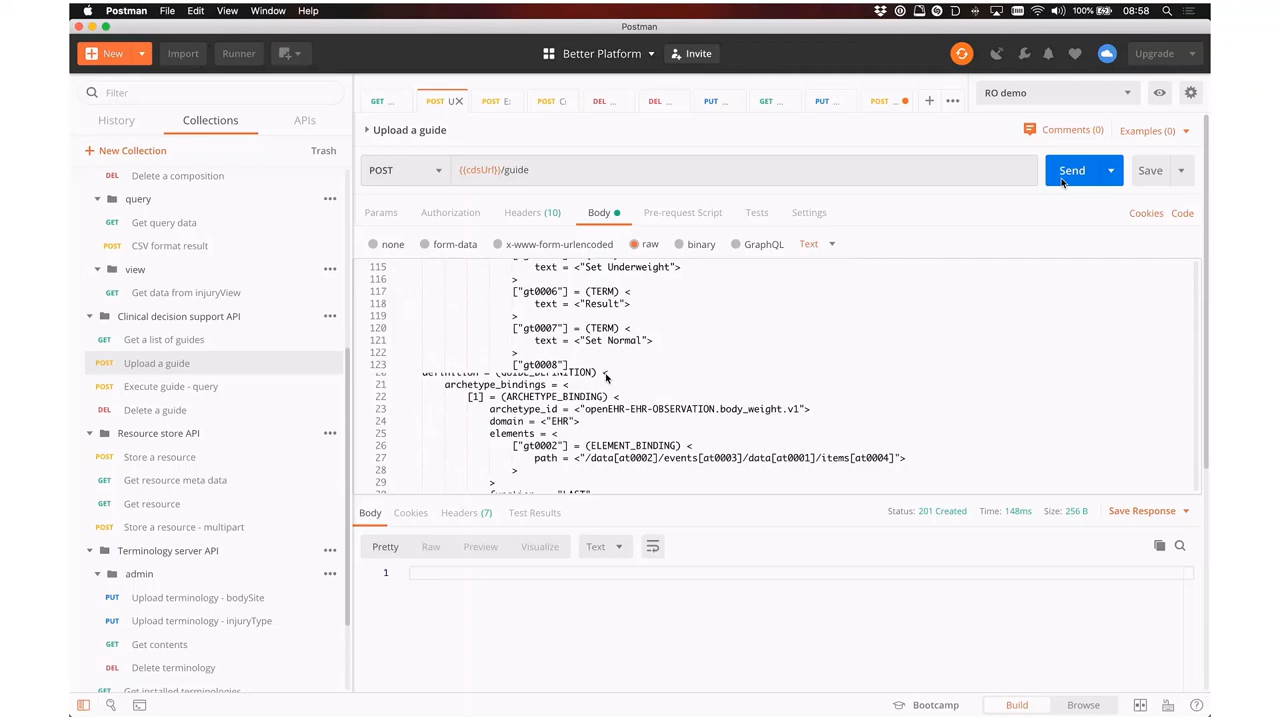 Postman File Edit View Window Help 100% 08:58
Postman
New Import Runner Better Platform Invite Upgrade
Filter
History Collections APIs
New Collection Trash
DEL Delete a composition
query
GET Get query data
POST CSV format result
view
GET Get data from injuryView
Clinical decision support API
GET Get a list of guides
POST Upload a guide
POST Execute guide - query
DEL Delete a guide
Resource store API
POST Store a resource
GET Get resource meta data
GET Get resource
POST Store a resource - multipart
Terminology server API
admin
PUT Upload terminology - bodySite
PUT Upload terminology - injuryType
GET Get contents
DEL Delete terminology
GET Get installed terminologies
GET ... POST U POST E: POST C DEL ... DEL ... PUT ... GET ... PUT ... POST ... RO demo
Upload a guide Comments (0) Examples (0)
POST {{cdsUrl}}/guide Send Save
Params Authorization Headers (10) Body Pre-request Script Tests Settings Cookies Code
none form-data x-www-form-urlencoded raw binary GraphQL Text
115 text = <"Set Underweight">
116 >
117 ["gt0006"] = (TERM) <
118 text = <"Result">
119 >
120 ["gt0007"] = (TERM) <
121 text = <"Set Normal">
122 >
123 ["gt0008"]
definition = (GUIDE_DEFINITION) <
21 archetype_bindings = <
22 [1] = (ARCHETYPE_BINDING) <
23 archetype_id = <"openEHR-EHR-OBSERVATION.body_weight.v1">
24 domain = <"EHR">
25 elements = <
26 ["gt0002"] = (ELEMENT_BINDING) <
27 path = <"/data[at0002]/events[at0003]/data[at0001]/items[at0004]">
28 >
29 >
Body Cookies Headers (7) Test Results Status: 201 Created Time: 148ms Size: 256 B Save Response
Pretty Raw Preview Visualize Text
1
Bootcamp Build Browse